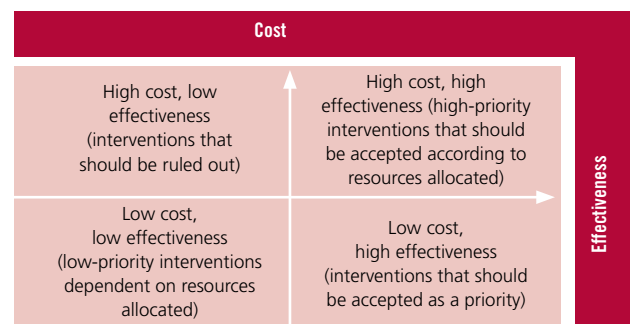 Cost
High cost, low
effectiveness
(interventions that
should be ruled out)
High cost, high
effectiveness (high-priority
interventions that should
be accepted according to
resources allocated)
Low cost,
low effectiveness
(low-priority interventions
dependent on resources
allocated)
Low cost,
high effectiveness
(interventions that should
be accepted as a priority)
Effectiveness